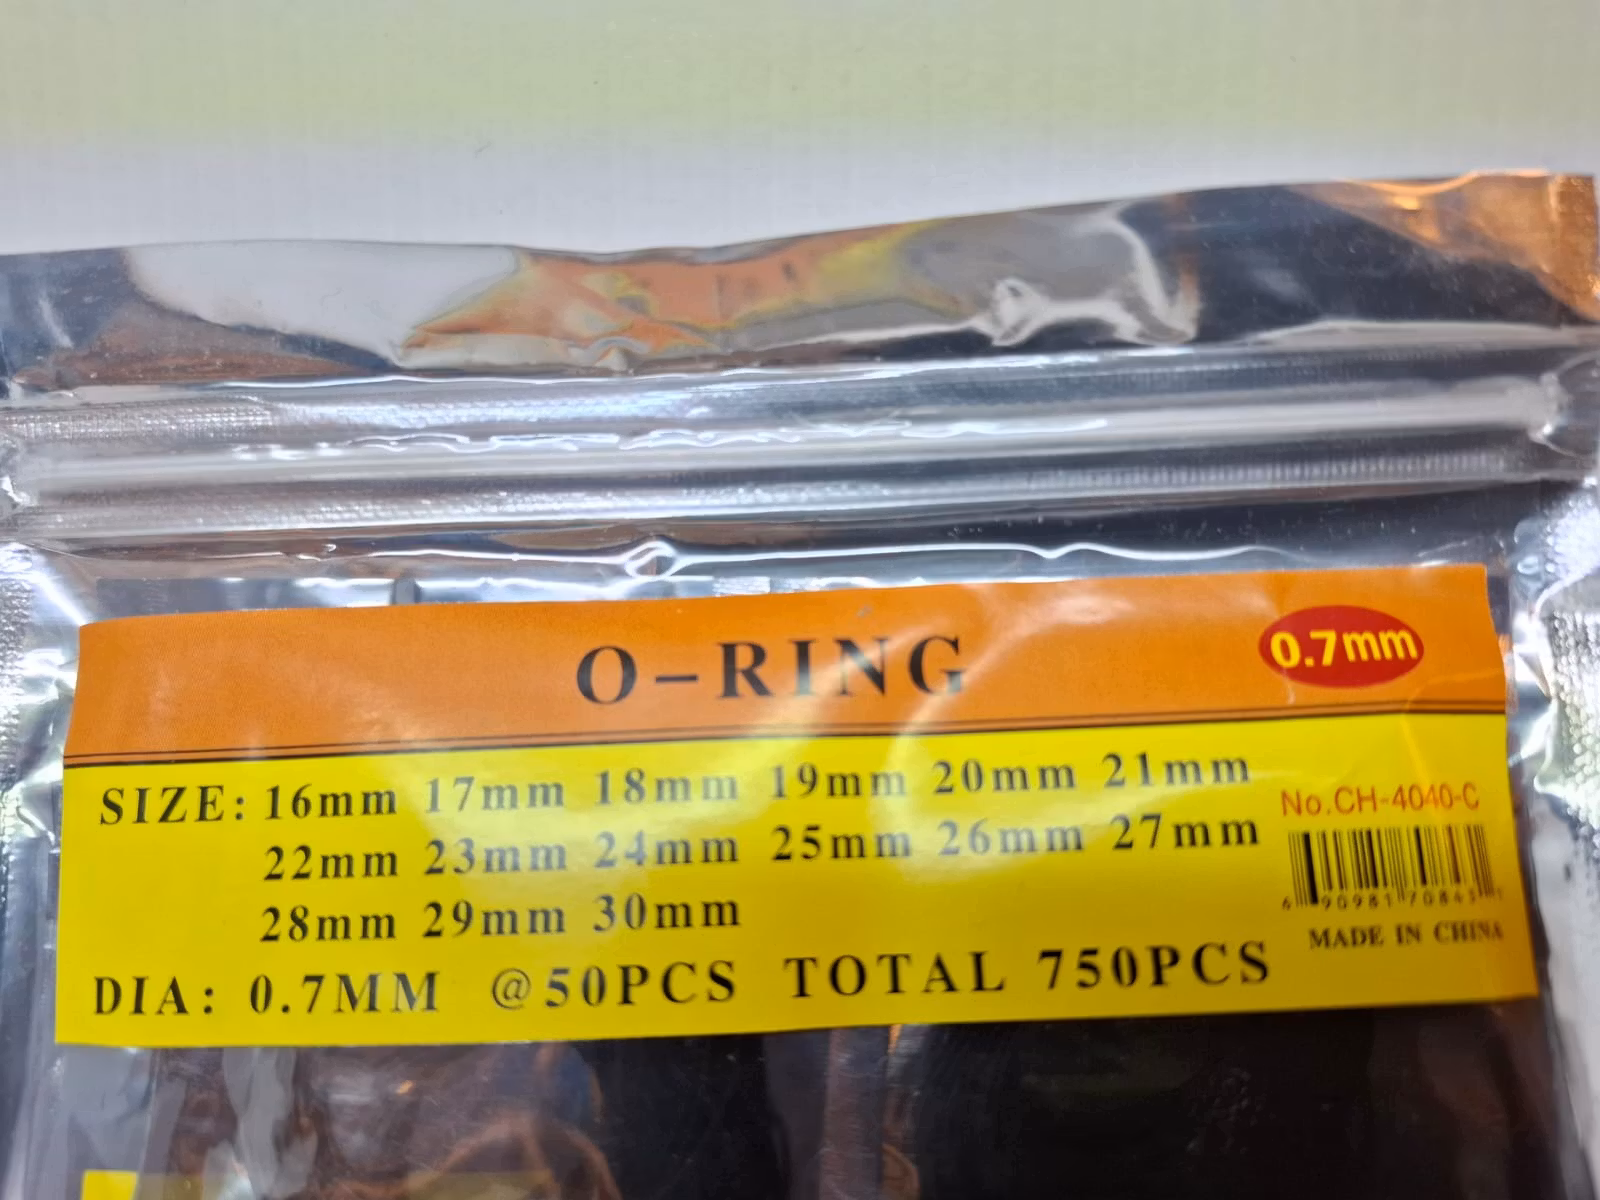 O-RING
0.7mm
SIZE: 16mm 17mm 18mm 19mm 20mm 21mm
22mm 23mm 24mm 25mm 26mm 27mm
28mm 29mm 30mm
DIA: 0.7MM @50PCS TOTAL 750PCS
No.CH-4040-C
MADE IN CHINA